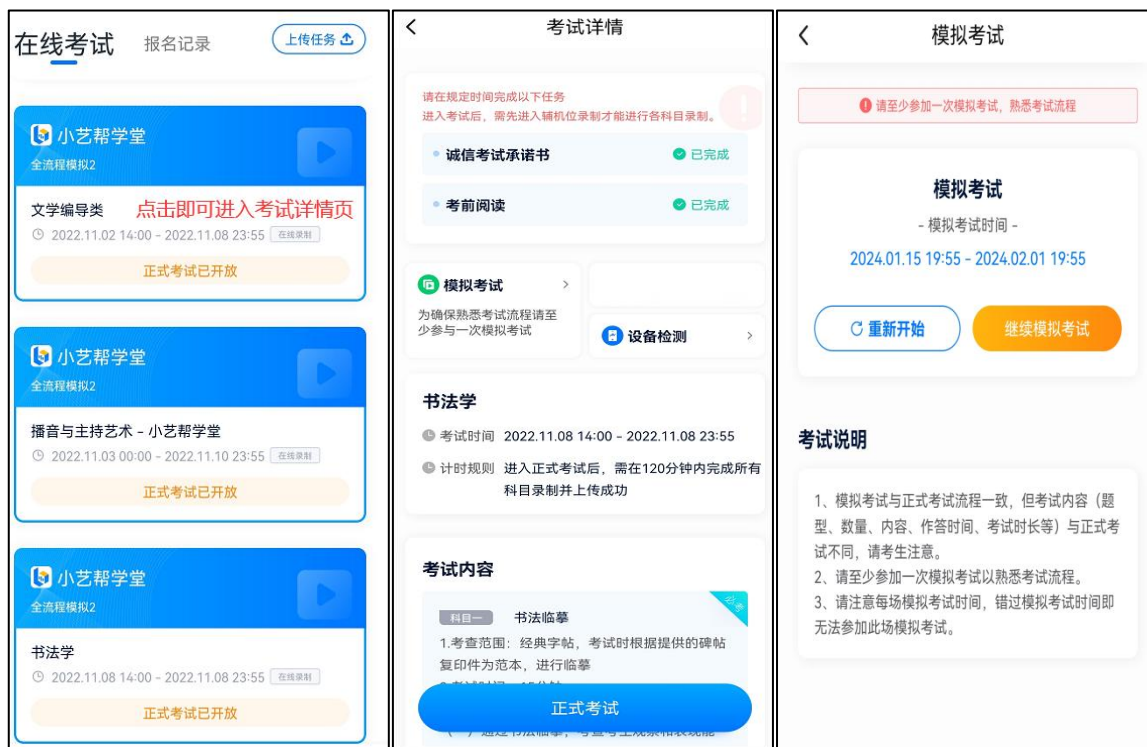 在线考试
报名记录
上传任务
小艺帮学堂
全流程模拟2
文学编导类
点击即可进入考试详情页
2022.11.02 14:00 - 2022.11.08 23:55 在线录制
正式考试已开放
小艺帮学堂
全流程模拟2
播音与主持艺术 - 小艺帮学堂
2022.11.03 00:00 - 2022.11.10 23:55 在线录制
正式考试已开放
小艺帮学堂
全流程模拟2
书法学
2022.11.08 14:00 - 2022.11.08 23:55 在线录制
正式考试已开放
考试详情
请在规定时间完成以下任务
进入考试后，需先进入辅机位录制才能进行各科目录制。
诚信考试承诺书 已完成
考前阅读 已完成
模拟考试
为确保熟悉考试流程请至
少参与一次模拟考试
设备检测
书法学
考试时间 2022.11.08 14:00 - 2022.11.08 23:55
计时规则 进入正式考试后，需在120分钟内完成所有
科目录制并上传成功
考试内容
科目一 书法临摹
必考
1.考查范围：经典字帖，考试时根据提供的碑帖
复印件为范本，进行临摹
正式考试
模拟考试
请至少参加一次模拟考试，熟悉考试流程
模拟考试
- 模拟考试时间 -
2024.01.15 19:55 - 2024.02.01 19:55
重新开始
继续模拟考试
考试说明
1、模拟考试与正式考试流程一致，但考试内容（题
型、数量、内容、作答时间、考试时长等）与正式考
试不同，请考生注意。
2、请至少参加一次模拟考试以熟悉考试流程。
3、请注意每场模拟考试时间，错过模拟考试时间即
无法参加此场模拟考试。